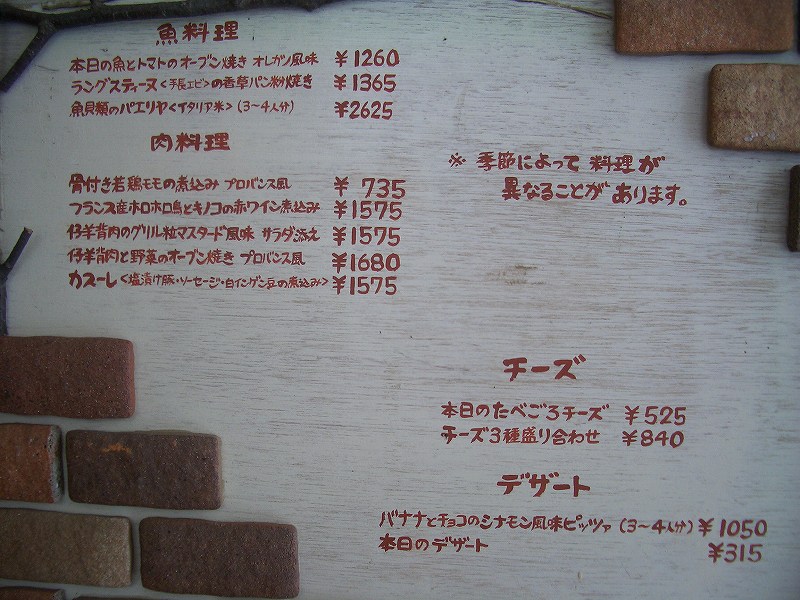 魚料理
本日の魚とトマトのオーブン焼き オレガノ風味 ¥1260
ラングスティーヌ<手長エビ>の香草パン粉焼き ¥1365
魚貝類のパエリヤ<イタリア米>(3~4人分) ¥2625
肉料理
骨付き若鶏モモの煮込み プロバンス風 ¥735
フランス産ホロホロ鳥とキノコの赤ワイン煮込み ¥1575
仔羊背肉のグリル粒マスタード風味 サラダ添え ¥1575
仔羊背肉と野菜のオーブン焼き プロバンス風 ¥1680
カスーレ<塩漬け豚・ソーセージ・白インゲン豆の煮込み> ¥1575
※ 季節によって 料理が
異なることが あります。
チーズ
本日のたべごろチーズ ¥525
チーズ3種盛り合わせ ¥840
デザート
バナナとチョコのシナモン風味ピッツァ(3~4人分) ¥1050
本日のデザート ¥315